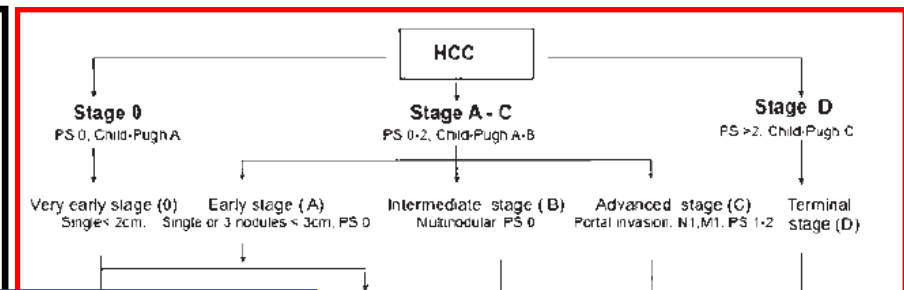 HCC
Stage 0
PS 0, Child-Pugh A
Stage A - C
PS 0-2, Child-Pugh A-B
Stage D
PS >2, Child-Pugh C
Very early stage (0)
Single< 2cm.
Early stage (A)
Single or 3 nodules < 3cm, PS 0
Intermediate stage (B)
Multinodular PS 0
Advanced stage (C)
Portal invasion. N1,M1. PS 1-2
Terminal
stage (D)